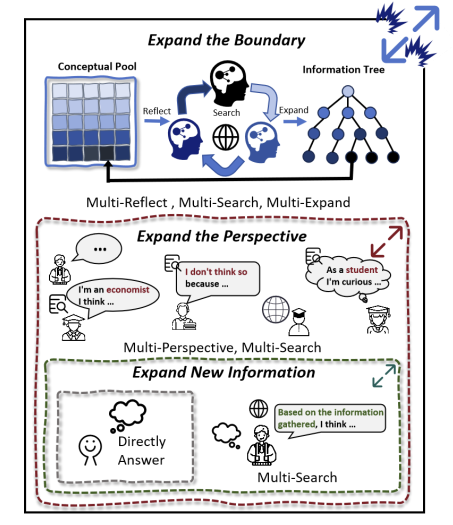 Expand the Boundary
Conceptual Pool
Information Tree
Reflect
Search
Expand
Multi-Reflect , Multi-Search, Multi-Expand
Expand the Perspective
...
I'm an economist
I think ...
I don't think so
because ...
As a student
I'm curious ...
Multi-Perspective, Multi-Search
Expand New Information
Directly
Answer
Based on the information
gathered, I think ...
Multi-Search